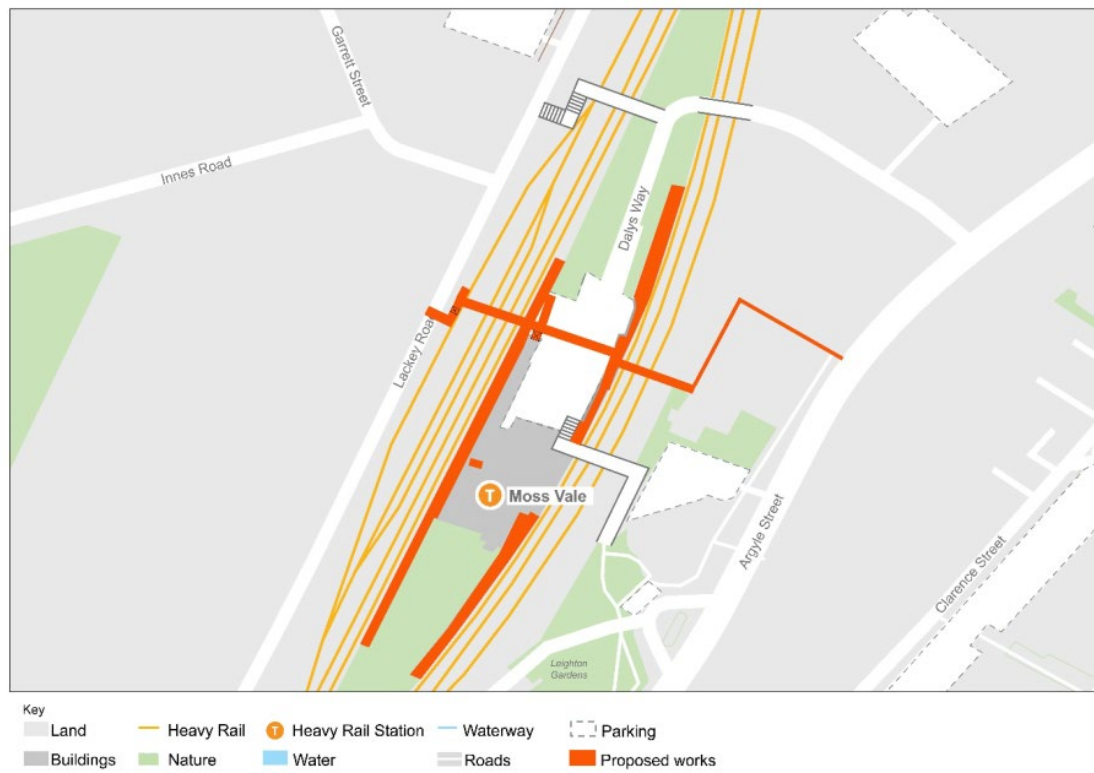 Garrett Street
Innes Road
Dalys Way
Lackey Road
T Moss Vale
Argyle Street
Clarence Street
Leighton
Gardens
Key
Land
Heavy Rail
T Heavy Rail Station
Waterway
Parking
Buildings
Nature
Water
Roads
Proposed works